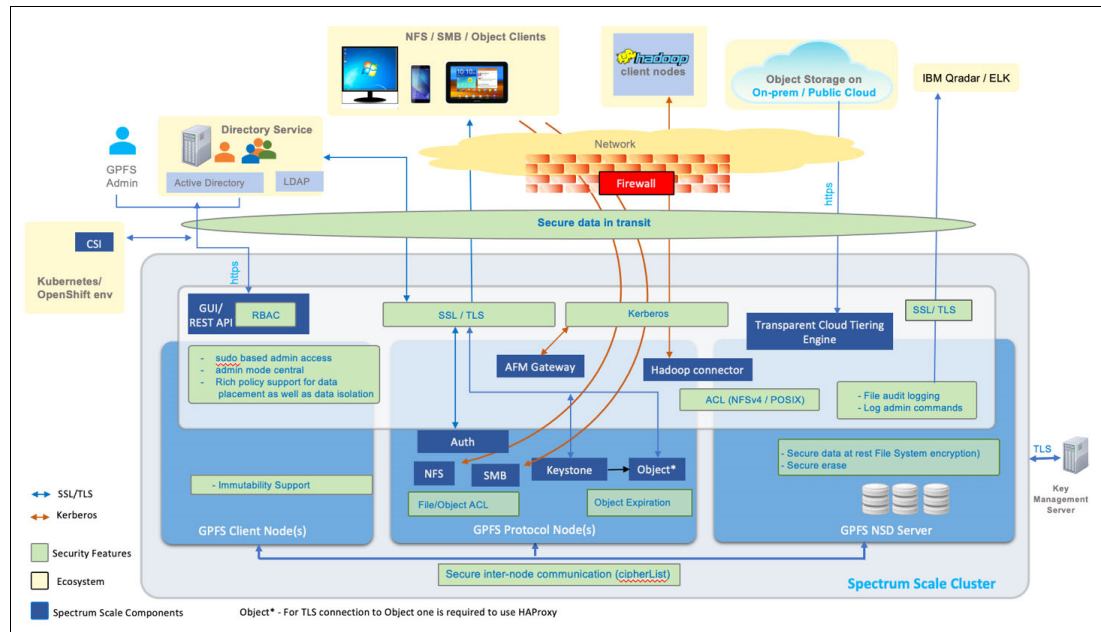 NFS / SMB / Object Clients
hadoop
client nodes
Object Storage on
On-prem / Public Cloud
IBM Qradar / ELK
Directory Service
GPFS
Admin
Active Directory
LDAP
Network
Firewall
Secure data in transit
CSI
Kubernetes/
OpenShift env
https
https
GUI/
REST API
RBAC
SSL / TLS
Kerberos
Transparent Cloud Tiering
Engine
SSL/ TLS
- sudo based admin access
- admin mode central
- Rich policy support for data
placement as well as data isolation
AFM Gateway
Hadoop connector
ACL (NFSv4 / POSIX)
- File audit logging
- Log admin commands
Auth
NFS
SMB
Keystone
Object*
- Secure data at rest File System encryption)
- Secure erase
TLS
Key
Management
Server
- Immutability Support
File/Object ACL
Object Expiration
GPFS Client Node(s)
GPFS Protocol Node(s)
GPFS NSD Server
SSL/TLS
Kerberos
Security Features
Ecosystem
Spectrum Scale Components
Secure inter-node communication (cipherList)
Spectrum Scale Cluster
Object* - For TLS connection to Object one is required to use HAProxy